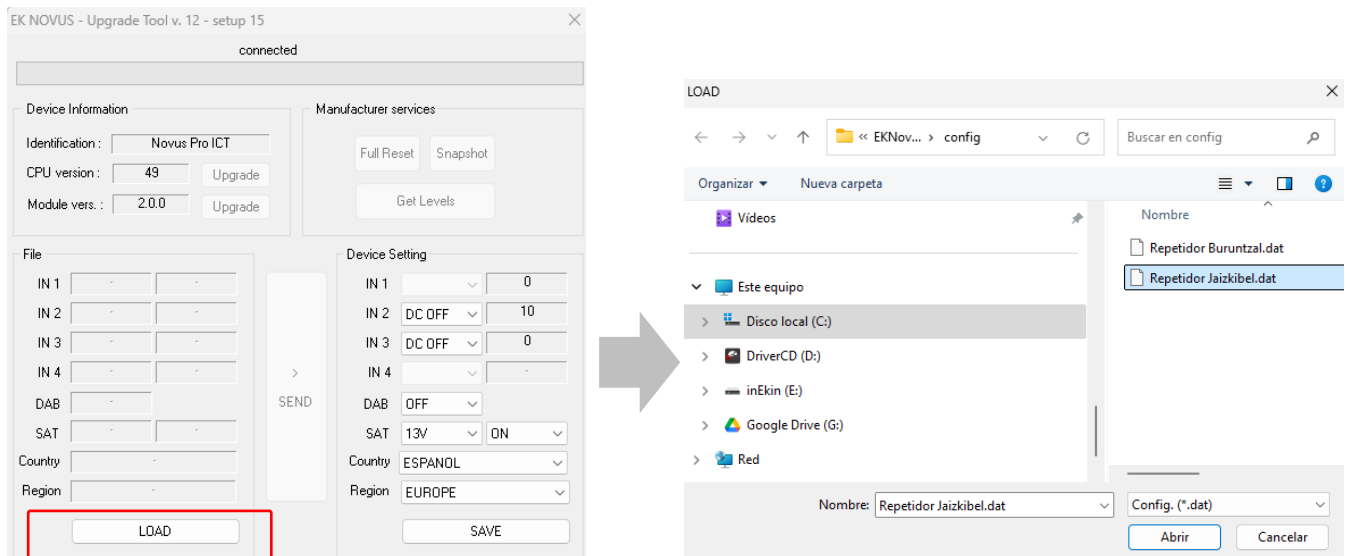 EK NOVUS - Upgrade Tool v. 12 - setup 15
connected
Device Information
Identification : Novus Pro ICT
CPU version : 49 Upgrade
Module vers. : 2.0.0 Upgrade
Manufacturer services
Full Reset Snapshot
Get Levels
File
IN 1 - -
IN 2 - -
IN 3 - -
IN 4 - -
DAB -
SAT - -
Country -
Region -
LOAD
>
SEND
Device Setting
IN 1 0
IN 2 DC OFF 10
IN 3 DC OFF 0
IN 4 -
DAB OFF
SAT 13V ON
Country ESPANOL
Region EUROPE
SAVE
LOAD
« EKNov... › config
Buscar en config
Organizar Nueva carpeta
Vídeos
Este equipo
Disco local (C:)
DriverCD (D:)
inEkin (E:)
Google Drive (G:)
Red
Nombre
Repetidor Buruntzal.dat
Repetidor Jaizkibel.dat
Nombre: Repetidor Jaizkibel.dat
Config. (*.dat)
Abrir Cancelar